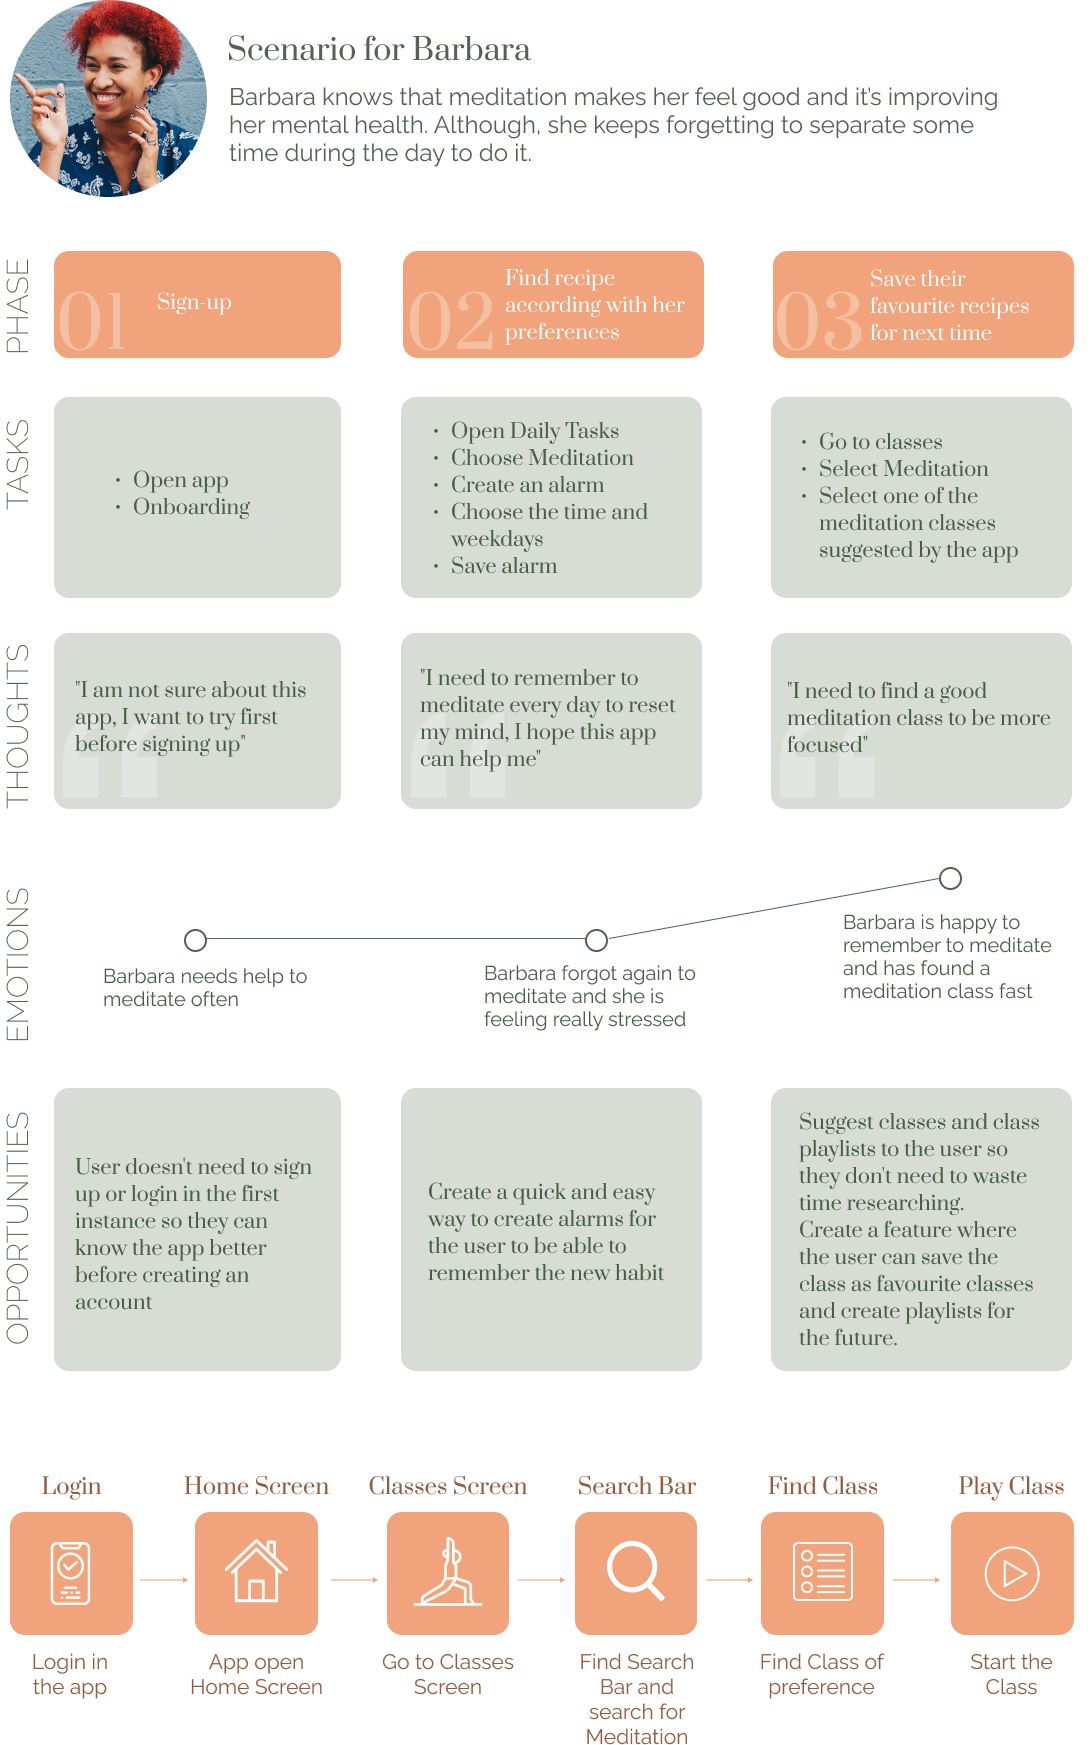 Scenario for Barbara
Barbara knows that meditation makes her feel good and it's improving
her mental health. Although, she keeps forgetting to separate some
time during the day to do it.
PHASE
01
Sign-up
02
Find recipe
according with her
preferences
03
Save their
favourite recipes
for next time
TASKS
• Open app
• Onboarding
• Open Daily Tasks
• Choose Meditation
• Create an alarm
• Choose the time and
weekdays
• Save alarm
• Go to classes
• Select Meditation
• Select one of the
meditation classes
suggested by the app
THOUGHTS
"I am not sure about this
app, I want to try first
before signing up"
"I need to remember to
meditate every day to reset
my mind, I hope this app
can help me"
"I need to find a good
meditation class to be more
focused"
EMOTIONS
Barbara needs help to
meditate often
Barbara forgot again to
meditate and she is
feeling really stressed
Barbara is happy to
remember to meditate
and has found a
meditation class fast
OPPORTUNITIES
User doesn't need to sign
up or login in the first
instance so they can
know the app better
before creating an
account
Create a quick and easy
way to create alarms for
the user to be able to
remember the new habit
Suggest classes and class
playlists to the user so
they don't need to waste
time researching.
Create a feature where
the user can save the
class as favourite classes
and create playlists for
the future.
Login
Home Screen
Classes Screen
Search Bar
Find Class
Play Class
Login in
the app
App open
Home Screen
Go to Classes
Screen
Find Search
Bar and
search for
Meditation
Find Class of
preference
Start the
Class